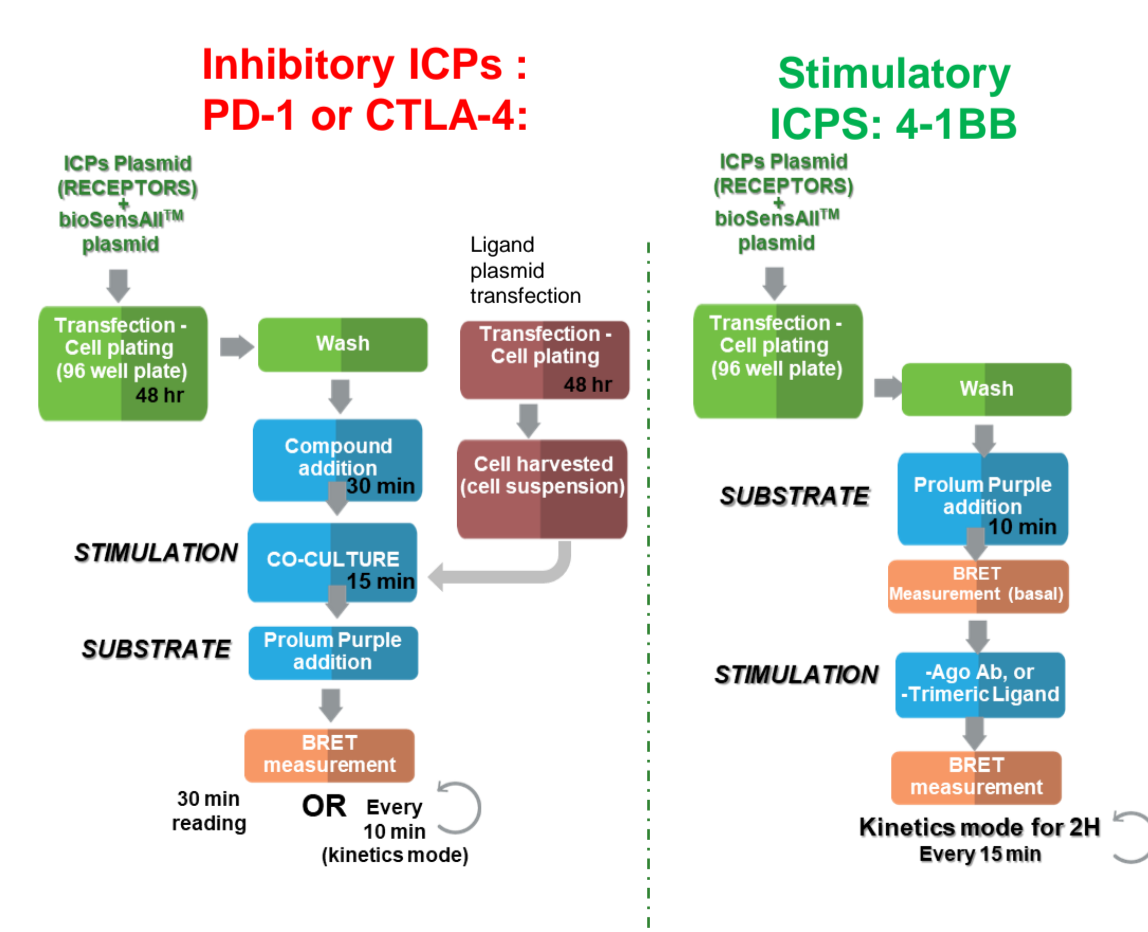 Inhibitory ICPs :
PD-1 or CTLA-4:
ICPs Plasmid
(RECEPTORS)
+
bioSensAll™
plasmid
Transfection -
Cell plating
(96 well plate)
48 hr
Wash
Ligand
plasmid
transfection
Transfection -
Cell plating
48 hr
Compound
addition
30 min
Cell harvested
(cell suspension)
STIMULATION
CO-CULTURE
15 min
SUBSTRATE
Prolum Purple
addition
BRET
measurement
30 min
reading
OR
Every
10 min
(kinetics mode)
Stimulatory
ICPS: 4-1BB
ICPs Plasmid
(RECEPTORS)
+
bioSensAll™
plasmid
Transfection -
Cell plating
(96 well plate)
Wash
SUBSTRATE
Prolum Purple
addition
10 min
BRET
Measurement (basal)
STIMULATION
-Ago Ab, or
-Trimeric Ligand
BRET
measurement
Kinetics mode for 2H
Every 15 min